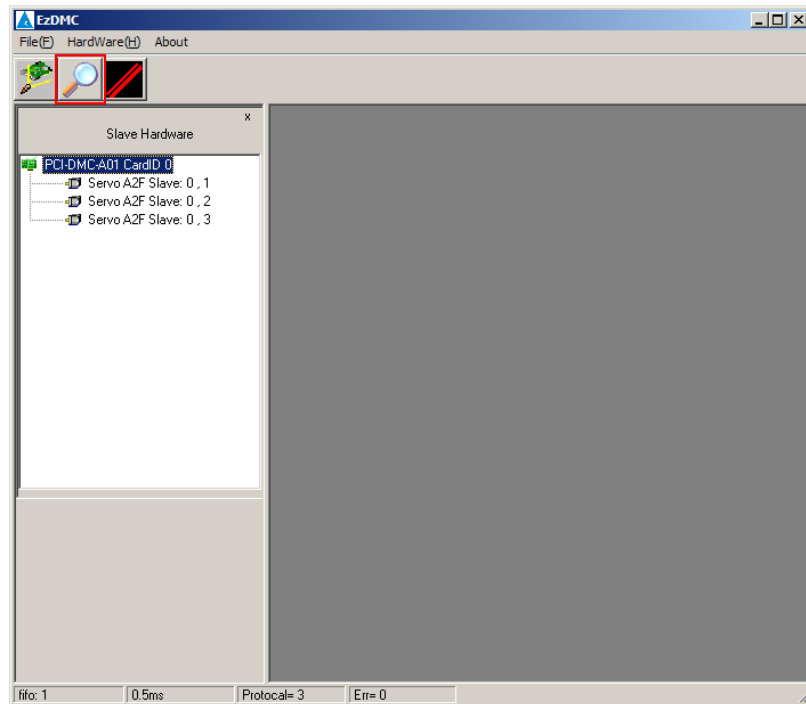 EzDMC
File(F) HardWare(H) About
x
Slave Hardware
PCI-DMC-A01 CardID 0
Servo A2F Slave: 0 , 1
Servo A2F Slave: 0 , 2
Servo A2F Slave: 0 , 3
fifo: 1 0.5ms Protocal= 3 Err= 0